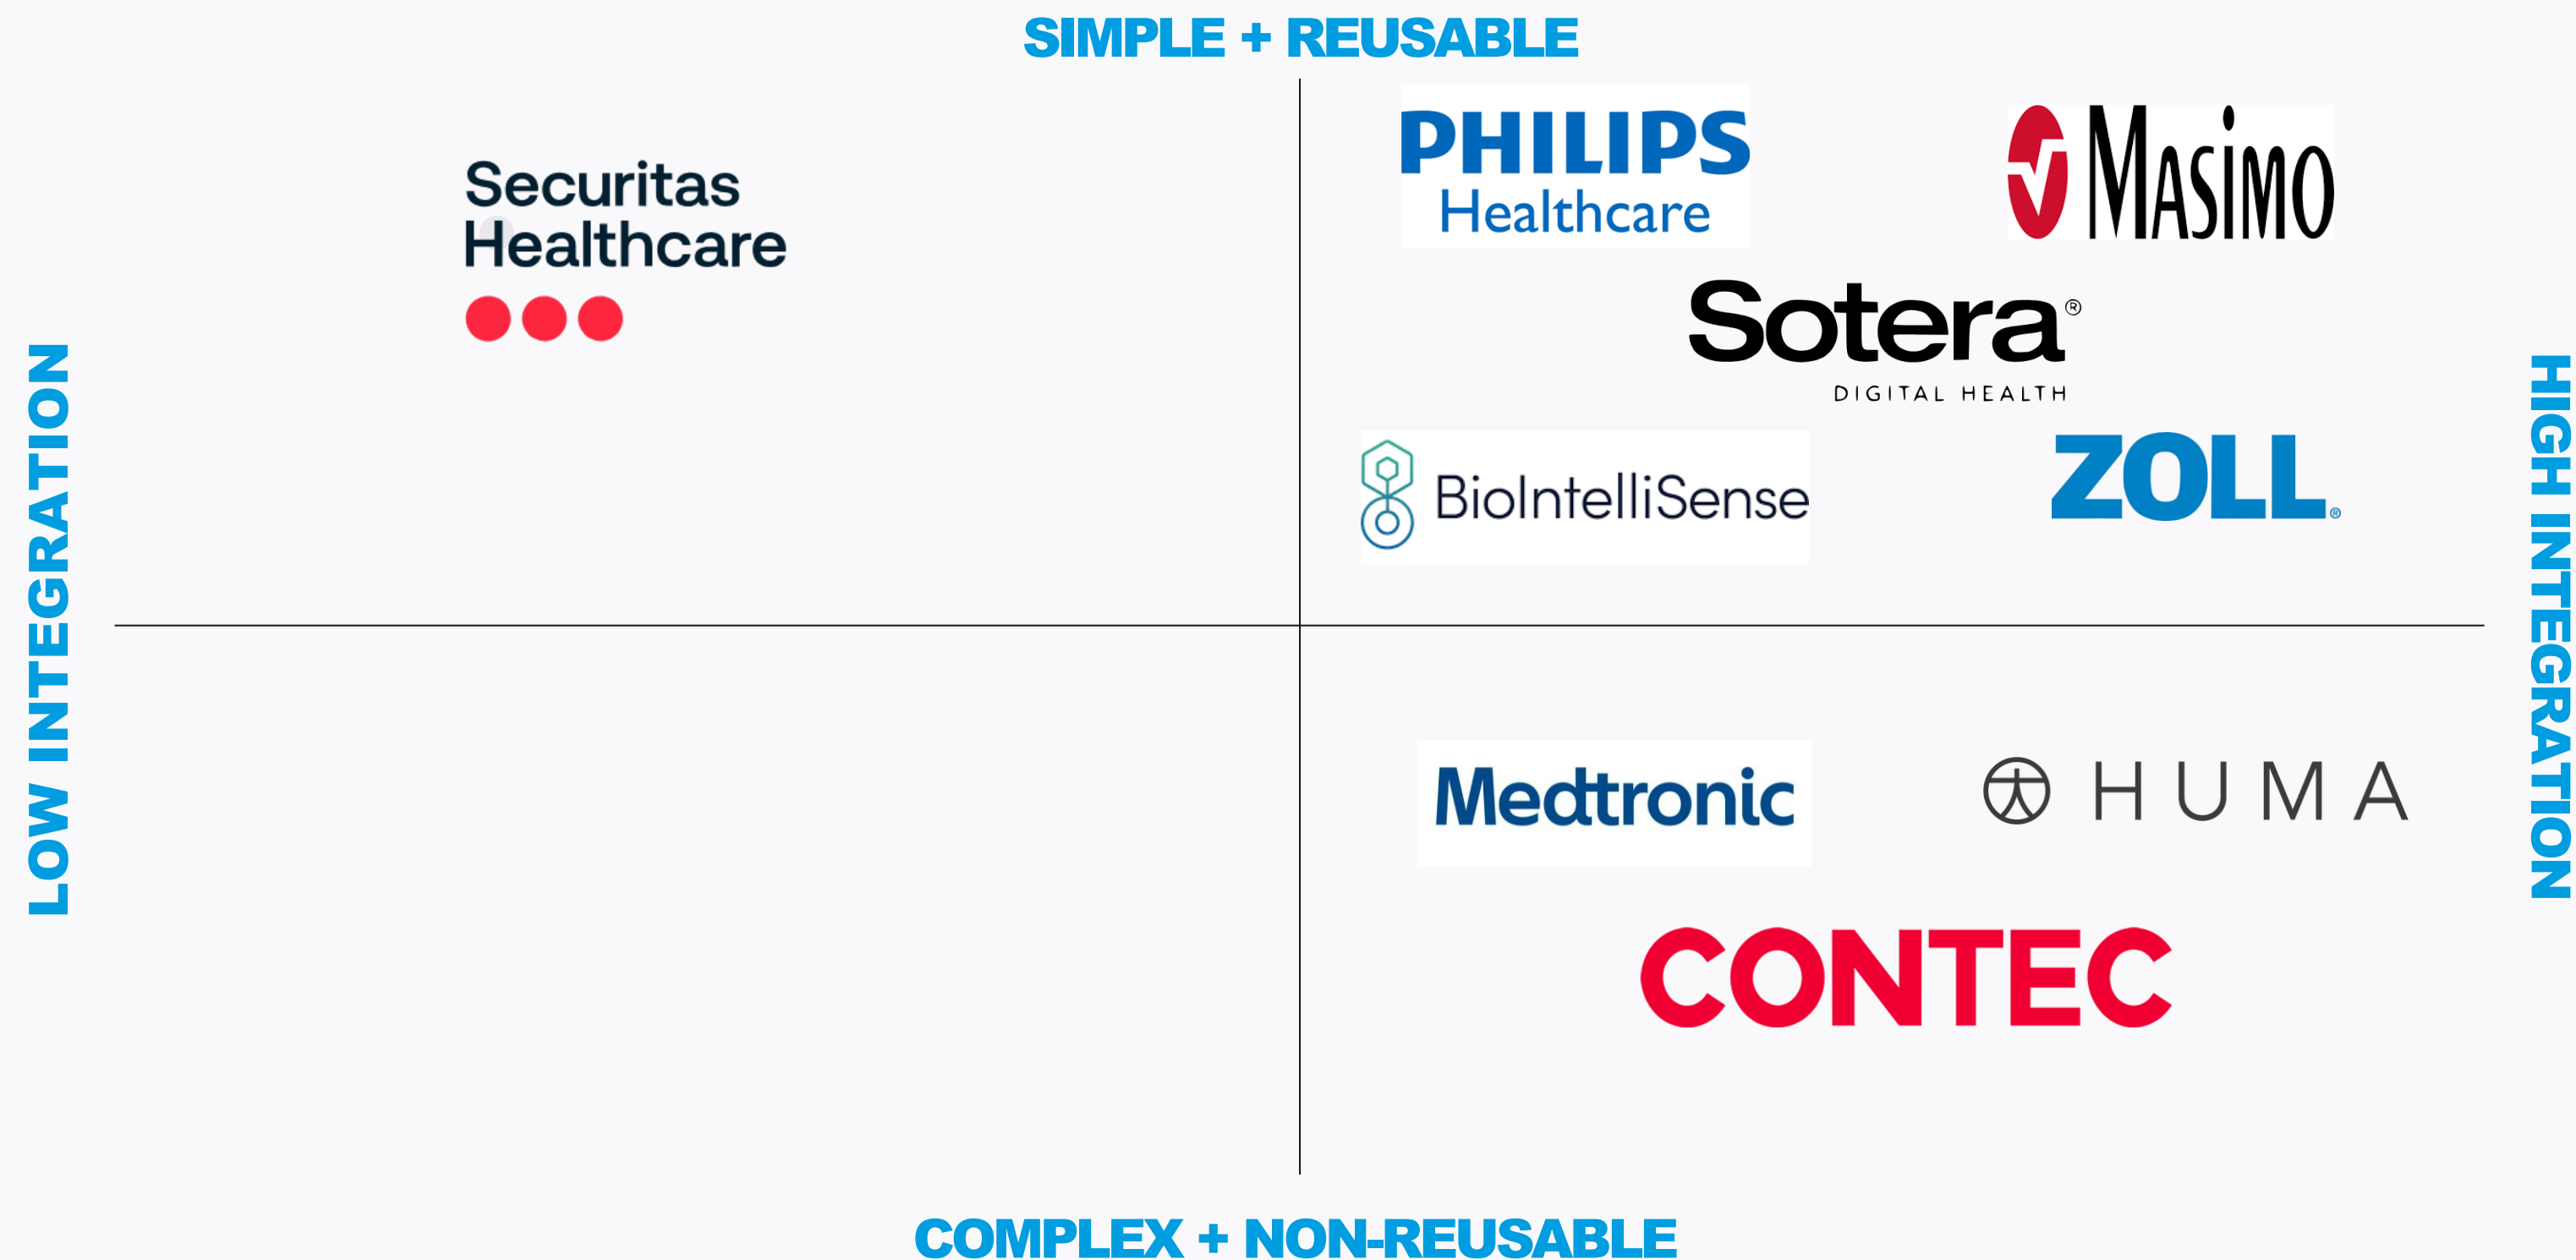 SIMPLE + REUSABLE
PHILIPS
Healthcare
MASIMO
Securitas
Healthcare
Sotera®
DIGITAL HEALTH
BioIntelliSense
ZOLL®
LOW INTEGRATION
HIGH INTEGRATION
Medtronic
HUMA
CONTEC
COMPLEX + NON-REUSABLE